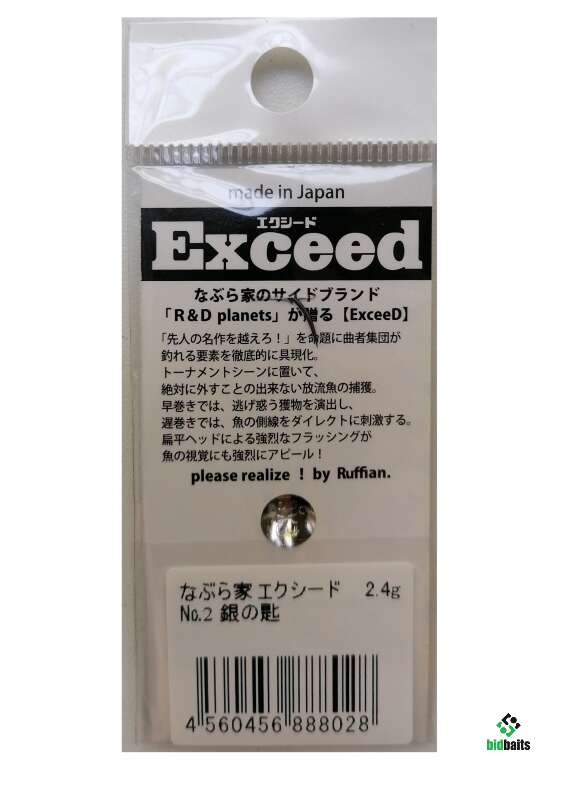 made in Japan
エクシード
Exceed
なぶら家のサイドブランド
「R&D planets」が贈る【ExceeD】
「先人の名作を越えろ！」を命題に曲者集団が
釣れる要素を徹底的に具現化。
トーナメントシーンに置いて、
絶対に外すことの出来ない放流魚の捕獲。
早巻きでは、逃げ惑う獲物を演出し、
遅巻きでは、魚の側線をダイレクトに刺激する。
扁平ヘッドによる強烈なフラッシングが
魚の視覚にも強烈にアピール！
please realize ！ by Ruffian.
なぶら家 エクシード 2.4g
No.2 銀の匙
4 560456 888028
bidbaits